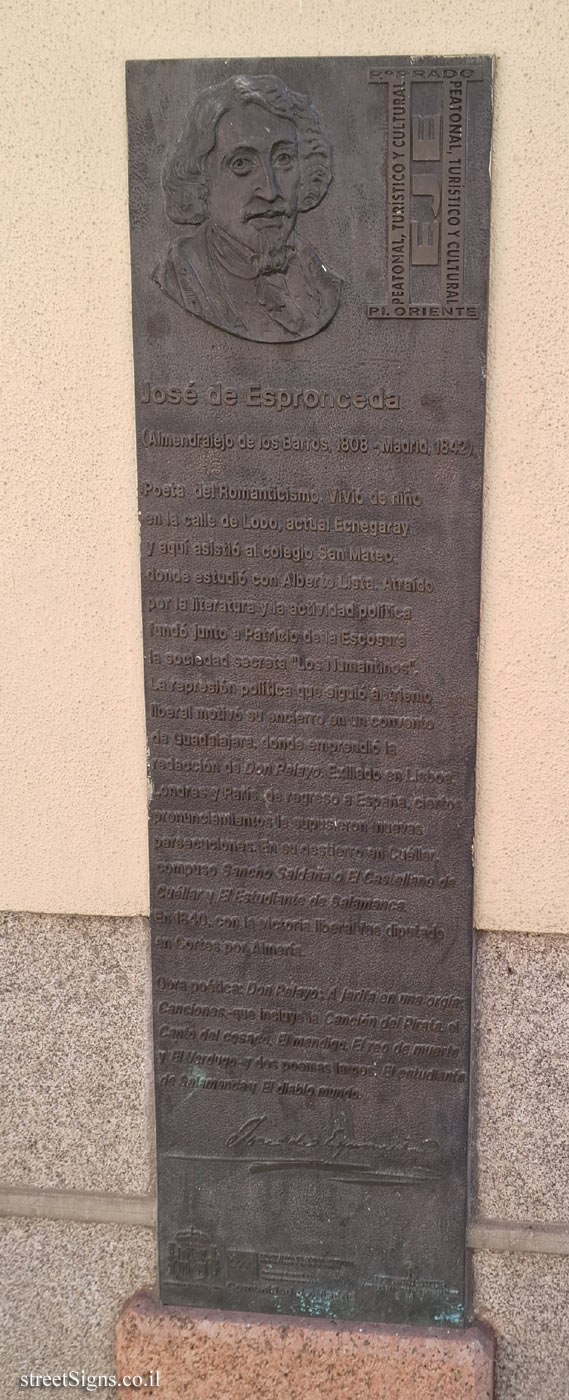 Pº PRADO
PEATONAL, TURÍSTICO Y CULTURAL
EJE
PEATONAL, TURÍSTICO Y CULTURAL
Pl. ORIENTE
José de Espronceda
(Almendralejo de los Barros, 1808 - Madrid, 1842).
Poeta del Romanticismo. Vivió de niño
en la calle de Lobo, actual Echegaray
y aquí asistió al colegio San Mateo,
donde estudió con Alberto Lista. Atraído
por la literatura y la actividad política
fundó junto a Patricio de la Escosura
la sociedad secreta "Los Numantinos".
La represión política que siguió al trienio
liberal motivó su encierro en un convento
de Guadalajara, donde emprendió la
redacción de Don Pelayo. Exiliado en Lisboa,
Londres y París, de regreso a España, ciertos
pronunciamientos le supusieron nuevas
persecuciones. En su destierro en Cuéllar,
compuso Sancho Saldaña o El Castellano de
Cuéllar y El Estudiante de Salamanca.
En 1840, con la victoria liberal fue diputado
en Cortes por Almería.
Obra poética: Don Pelayo; A Jarifa en una orgía;
Canciones, que incluye la Canción del Pirata, el
Canto del cosaco, El mendigo, El reo de muerte
y El Verdugo y dos poemas largos: El estudiante
de Salamanca y El diablo mundo.
José de Espronceda
Comunidad
streetSigns.co.il